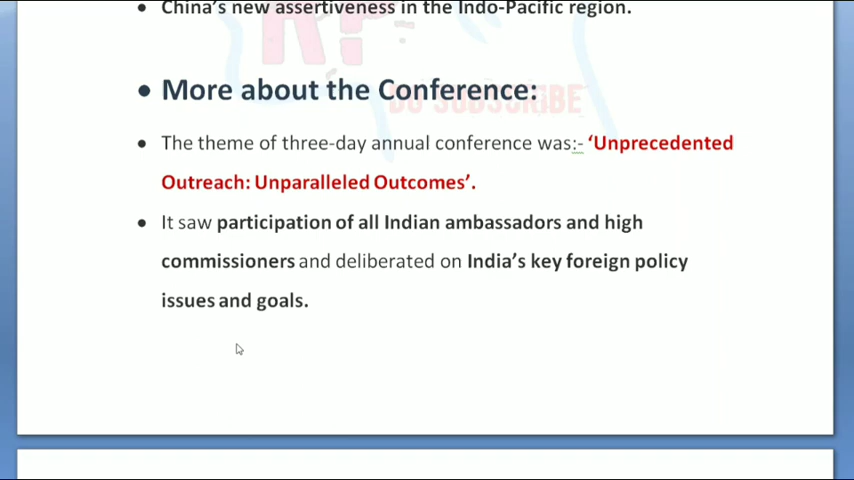 China's new assertiveness in the Indo-Pacific region.
More about the Conference:
DO SUBSCRIBE
The theme of three-day annual conference was:- 'Unprecedented
Outreach: Unparalleled Outcomes'.
It saw participation of all Indian ambassadors and high
commissioners and deliberated on India's key foreign policy
issues and goals.